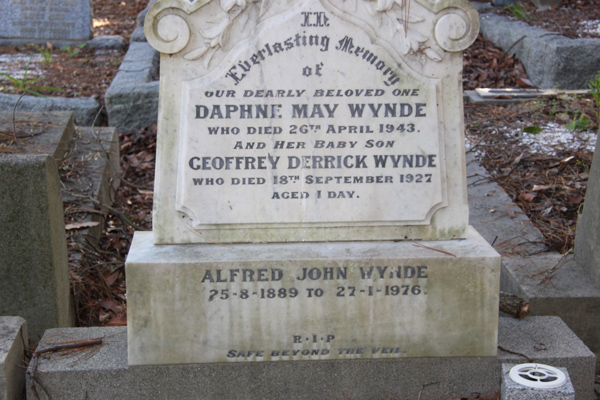 In
Everlasting Memory
of
OUR DEARLY BELOVED ONE
DAPHNE MAY WYNDE
WHO DIED 26TH APRIL 1943.
AND HER BABY SON
GEOFFREY DERRICK WYNDE
WHO DIED 18TH SEPTEMBER 1927
AGED 1 DAY.
ALFRED JOHN WYNDE
25-8-1889 TO 27-1-1976.
R·I·P
SAFE BEYOND THE VEIL.